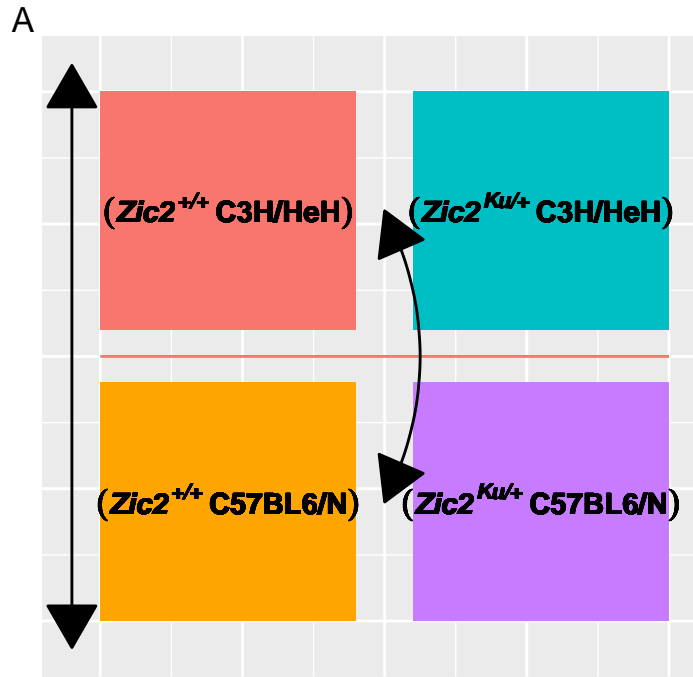 A
(Zic2+/+ C3H/HeH) (Zic2Ku/+ C3H/HeH)
(Zic2+/+ C57BL6/N) (Zic2Ku/+ C57BL6/N)